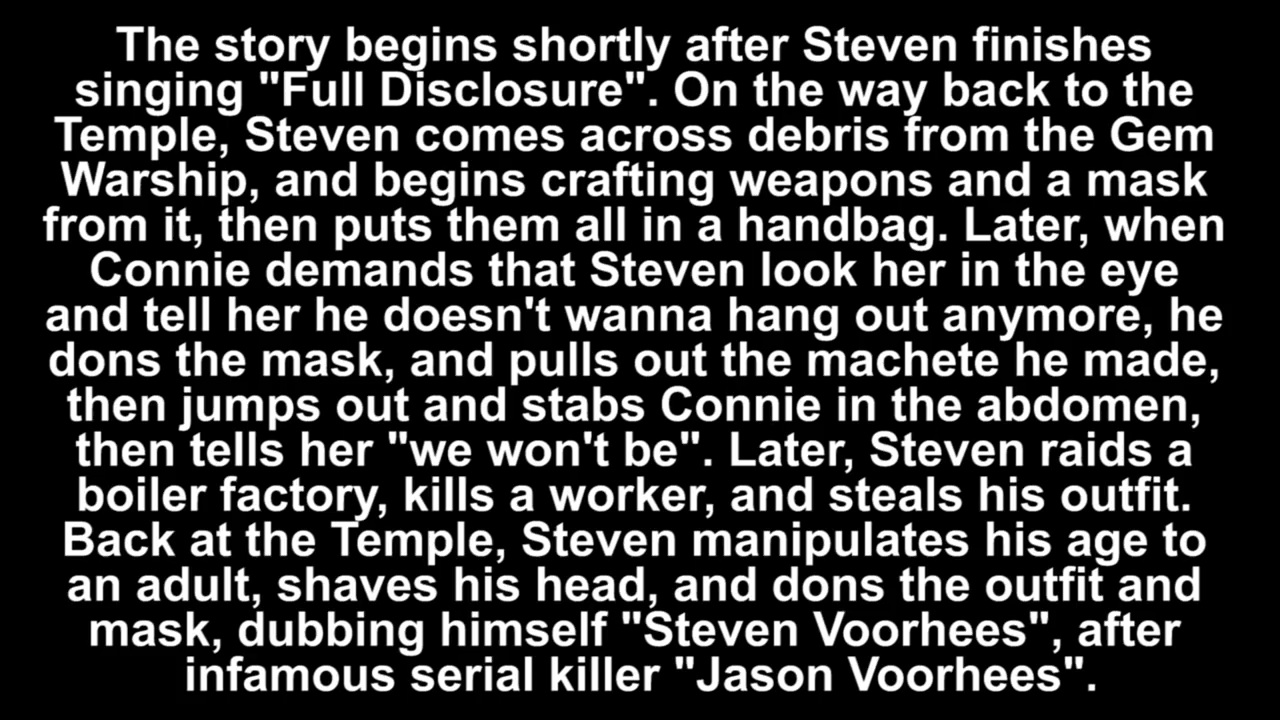 The story begins shortly after Steven finishes
singing "Full Disclosure". On the way back to the
Temple, Steven comes across debris from the Gem
Warship, and begins crafting weapons and a mask
from it, then puts them all in a handbag. Later, when
Connie demands that Steven look her in the eye
and tell her he doesn't wanna hang out anymore, he
dons the mask, and pulls out the machete he made,
then jumps out and stabs Connie in the abdomen,
then tells her "we won't be". Later, Steven raids a
boiler factory, kills a worker, and steals his outfit.
Back at the Temple, Steven manipulates his age to
an adult, shaves his head, and dons the outfit and
mask, dubbing himself "Steven Voorhees", after
infamous serial killer "Jason Voorhees".